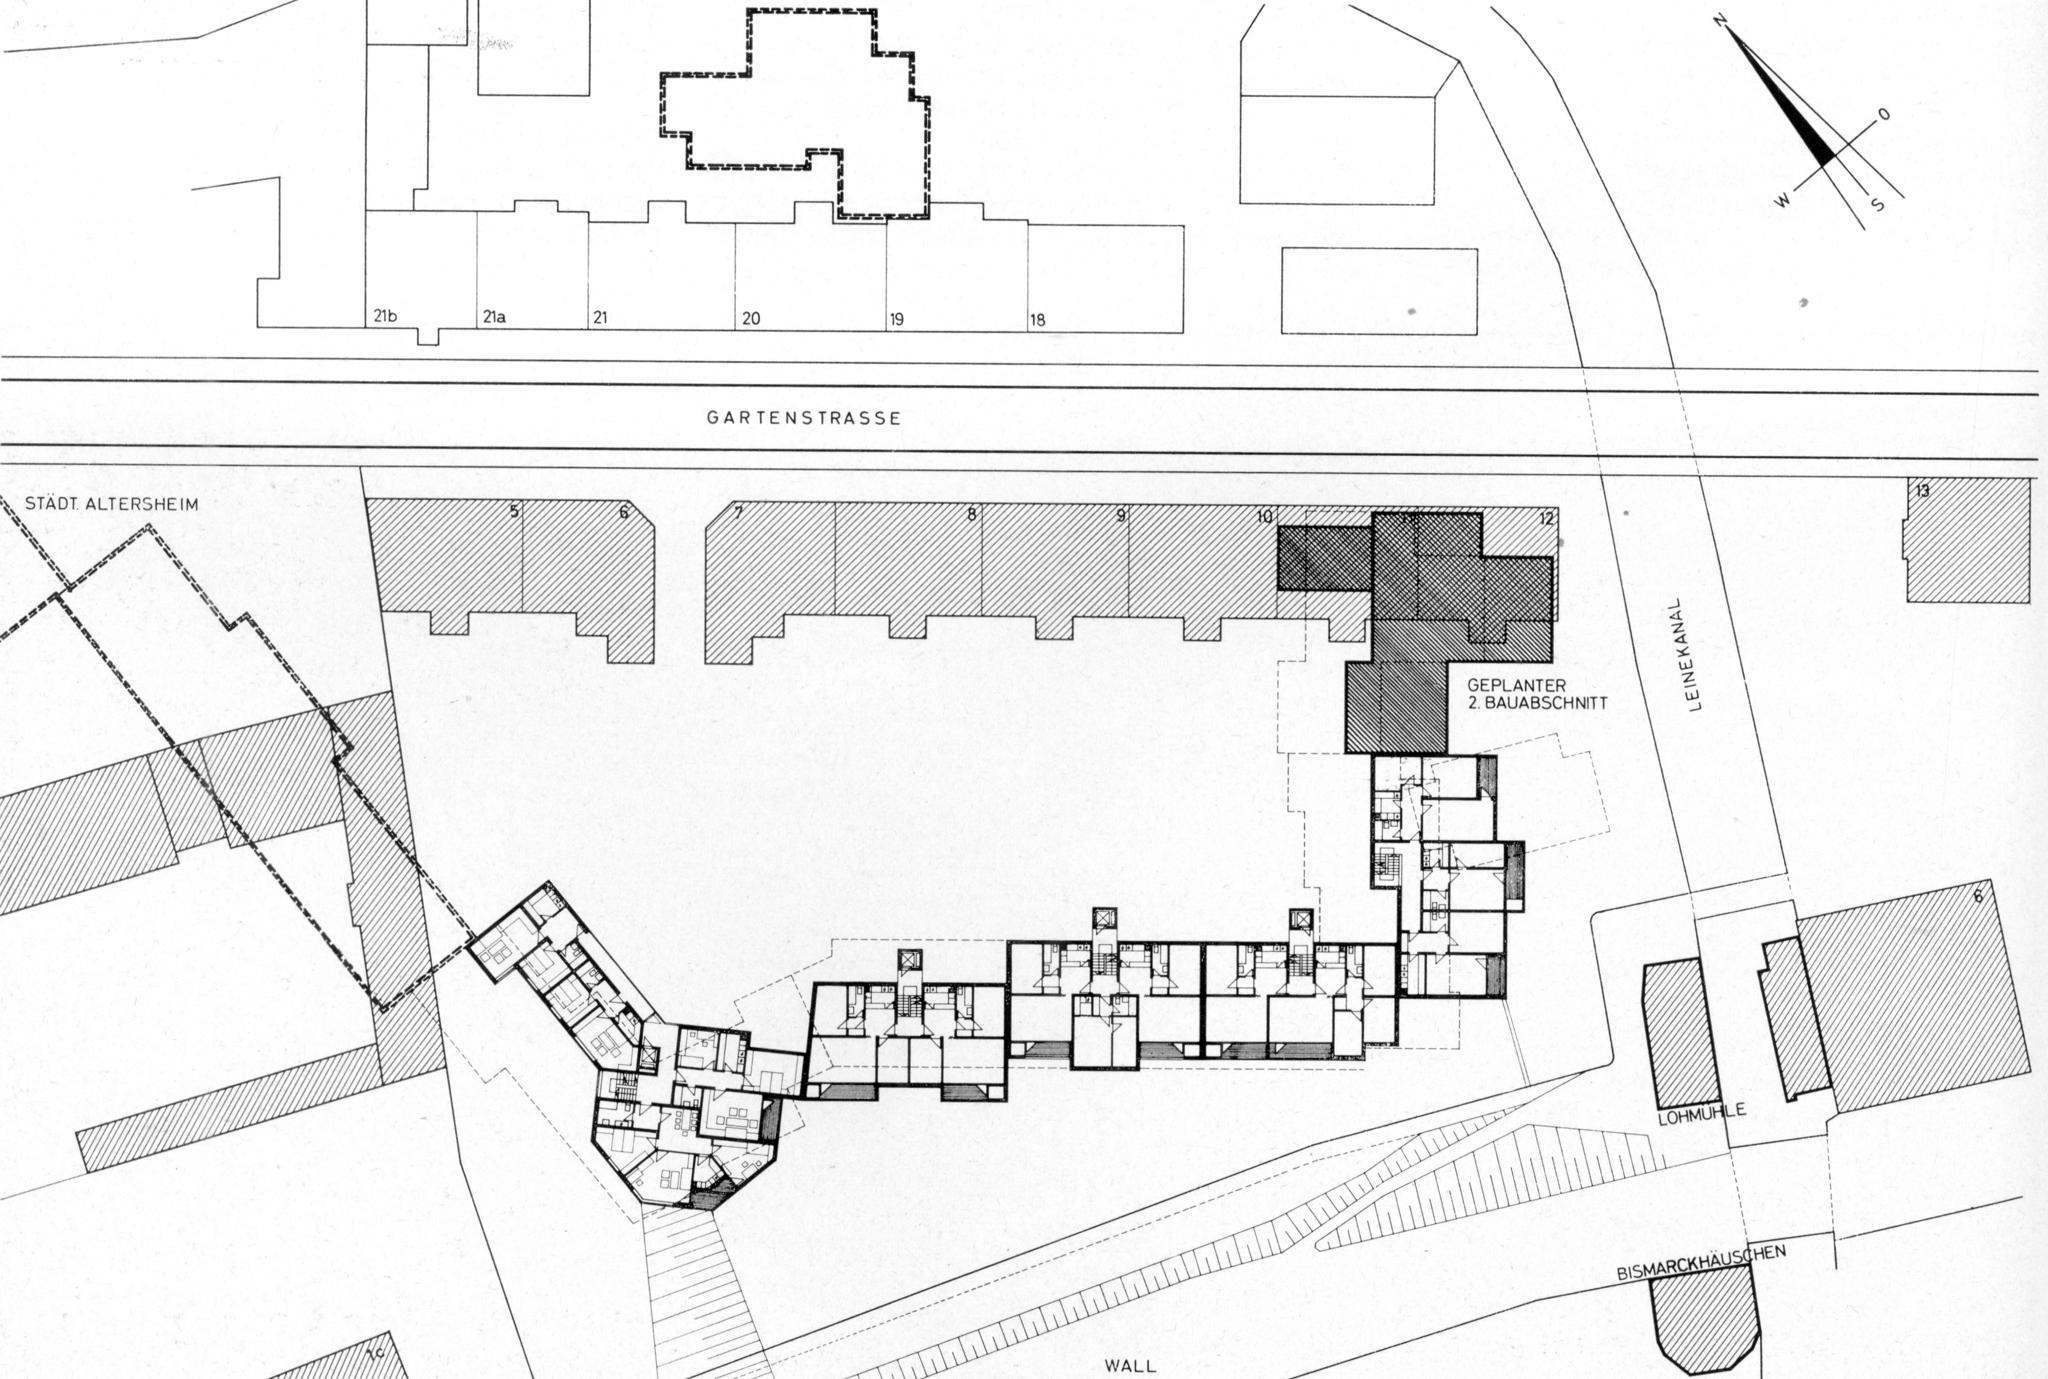 N
O
W
S
21b
21a
21
20
19
18
GARTENSTRASSE
STÄDT. ALTERSHEIM
5
6
7
8
9
10
11
12
13
GEPLANTER
2. BAUABSCHNITT
LEINEKANAL
6
LOHMÜHLE
BISMARCKHÄUSCHEN
1c
WALL